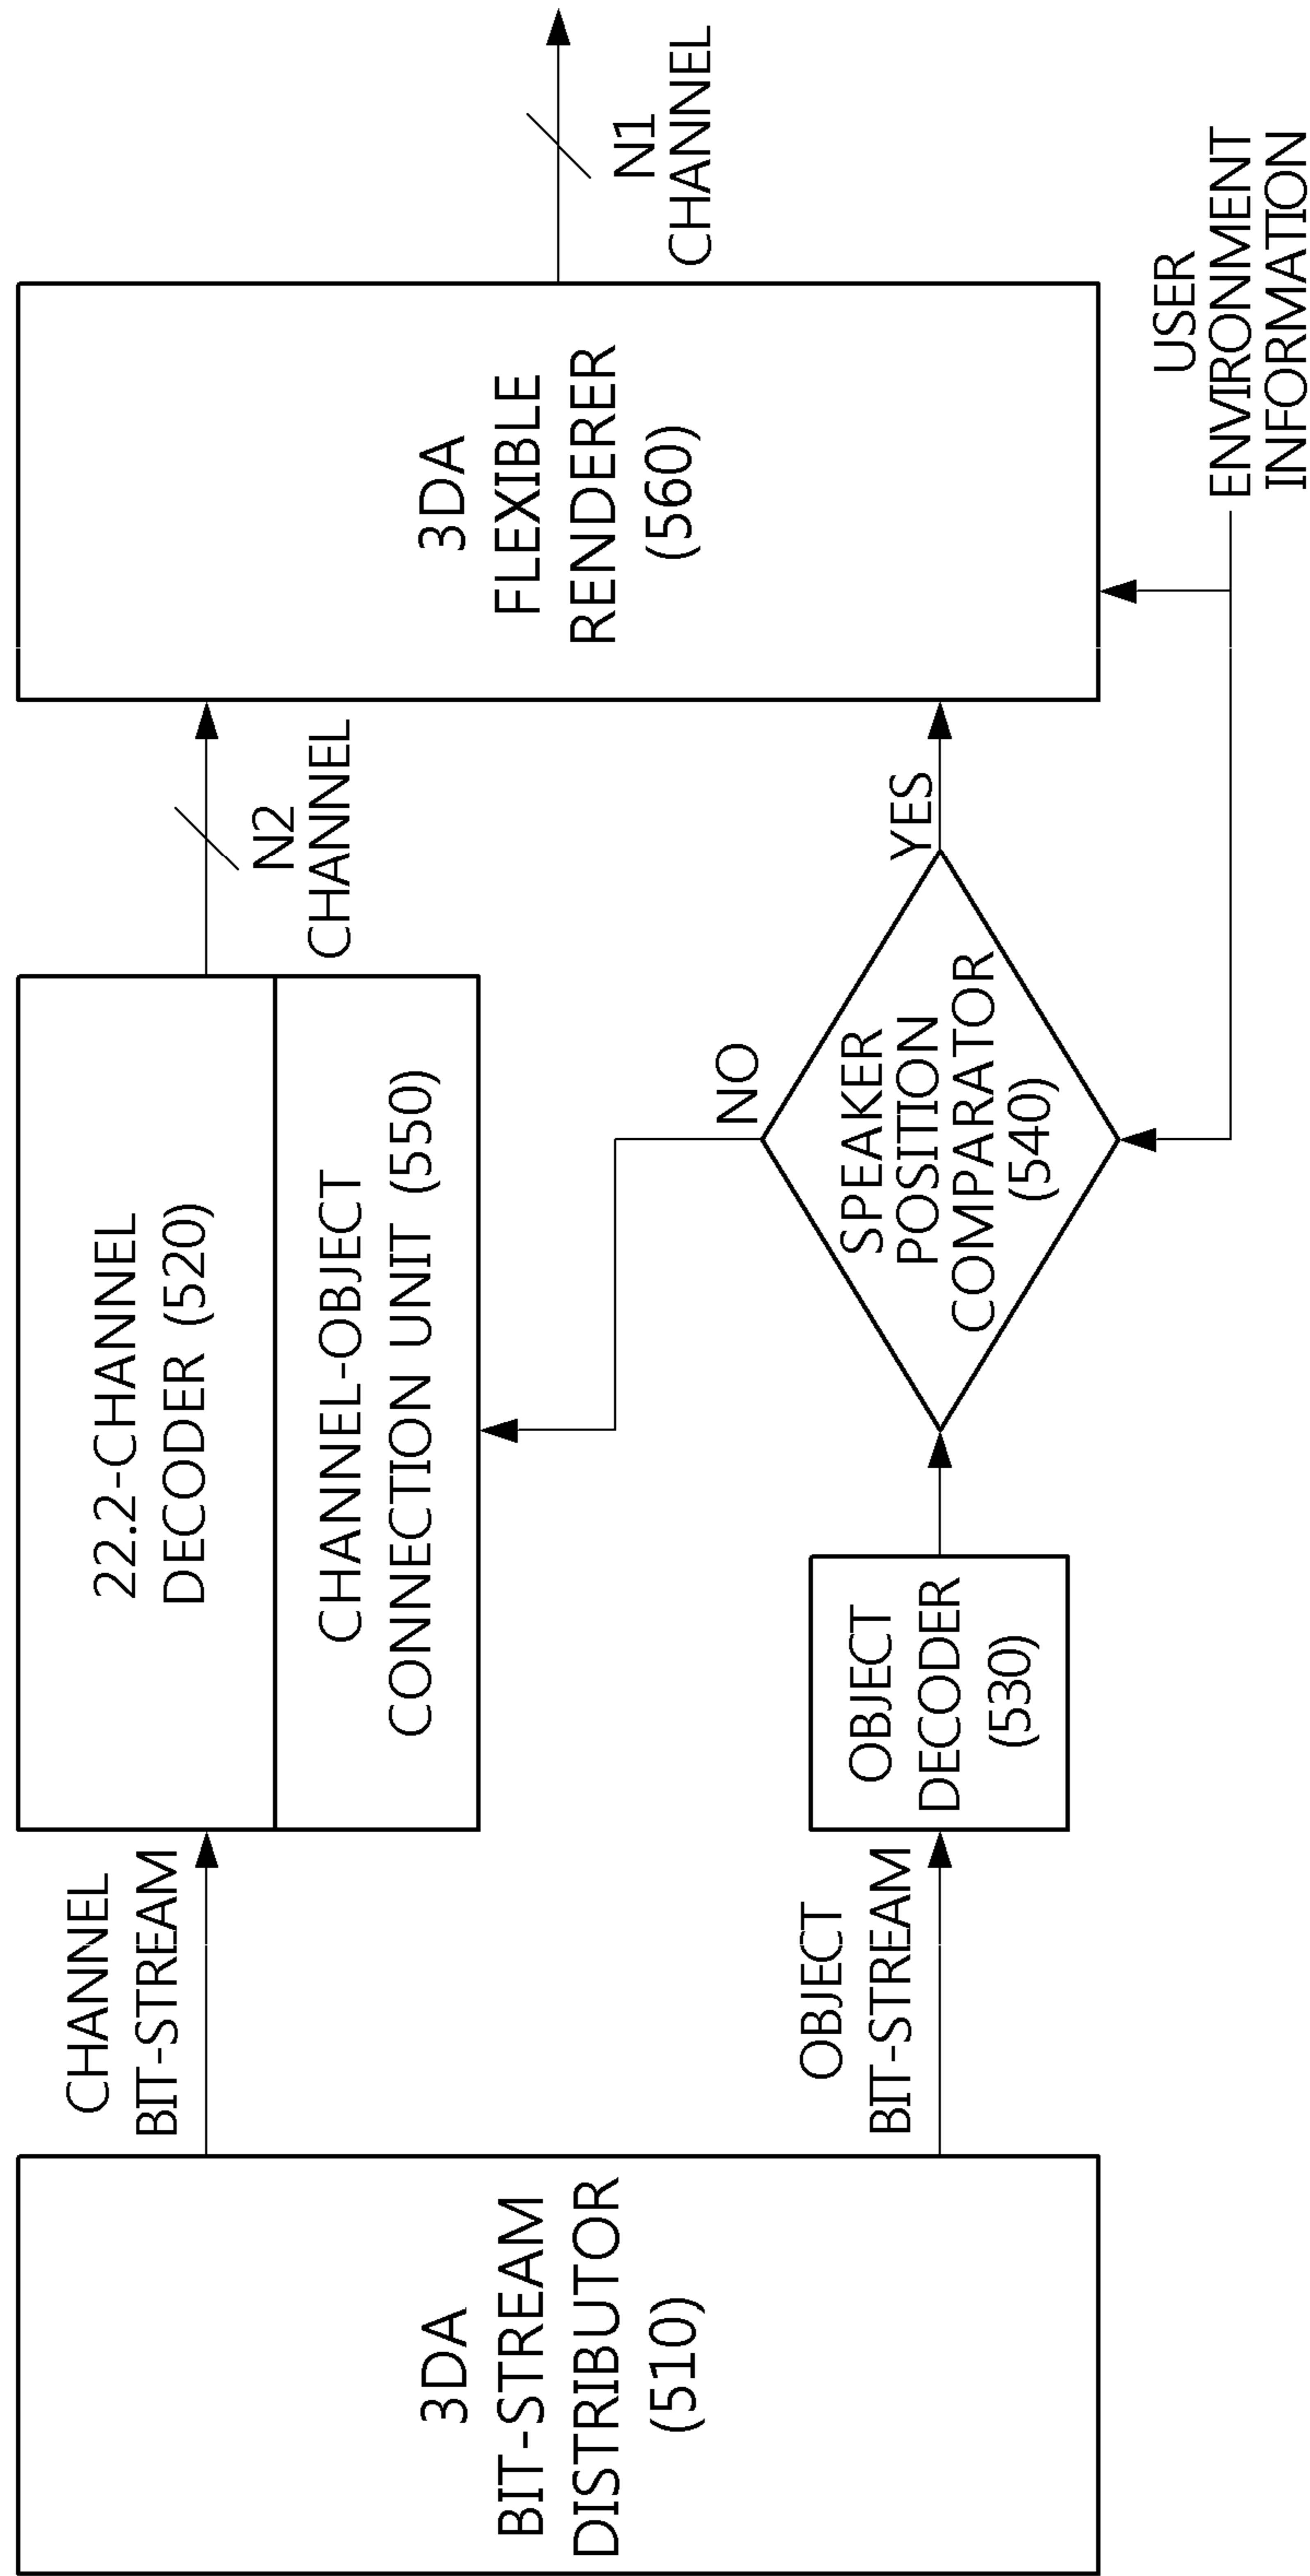 3DA
BIT-STREAM
DISTRIBUTOR
(510)
CHANNEL
BIT-STREAM
OBJECT
BIT-STREAM
22.2-CHANNEL
DECODER (520)
CHANNEL-OBJECT
CONNECTION UNIT (550)
OBJECT
DECODER
(530)
NO
SPEAKER
POSITION
COMPARATOR
(540)
YES
N2
CHANNEL
3DA
FLEXIBLE
RENDERER
(560)
N1
CHANNEL
USER
ENVIRONMENT
INFORMATION